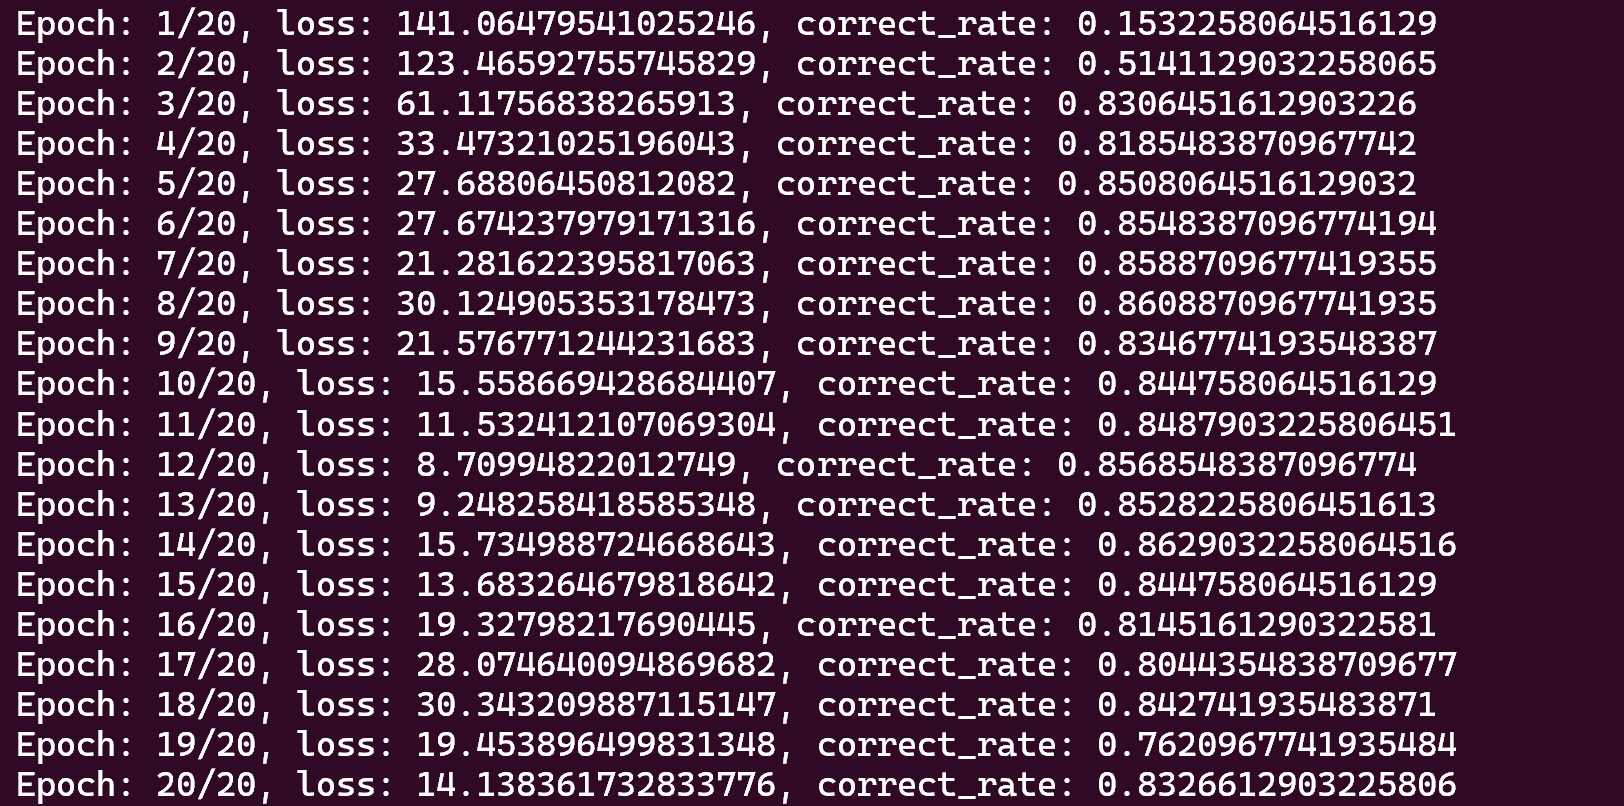 Epoch: 1/20, loss: 141.06479541025246, correct_rate: 0.1532258064516129
Epoch: 2/20, loss: 123.46592755745829, correct_rate: 0.5141129032258065
Epoch: 3/20, loss: 61.11756838265913, correct_rate: 0.8306451612903226
Epoch: 4/20, loss: 33.47321025196043, correct_rate: 0.8185483870967742
Epoch: 5/20, loss: 27.68806450812082, correct_rate: 0.8508064516129032
Epoch: 6/20, loss: 27.674237979171316, correct_rate: 0.8548387096774194
Epoch: 7/20, loss: 21.281622395817063, correct_rate: 0.8588709677419355
Epoch: 8/20, loss: 30.124905353178473, correct_rate: 0.8608870967741935
Epoch: 9/20, loss: 21.576771244231683, correct_rate: 0.8346774193548387
Epoch: 10/20, loss: 15.558669428684407, correct_rate: 0.844758064516129
Epoch: 11/20, loss: 11.532412107069304, correct_rate: 0.8487903225806451
Epoch: 12/20, loss: 8.70994822012749, correct_rate: 0.8568548387096774
Epoch: 13/20, loss: 9.248258418585348, correct_rate: 0.8528225806451613
Epoch: 14/20, loss: 15.734988724668643, correct_rate: 0.8629032258064516
Epoch: 15/20, loss: 13.683264679818642, correct_rate: 0.844758064516129
Epoch: 16/20, loss: 19.32798217690445, correct_rate: 0.8145161290322581
Epoch: 17/20, loss: 28.074640094869682, correct_rate: 0.8044354838709677
Epoch: 18/20, loss: 30.343209887115147, correct_rate: 0.842741935483871
Epoch: 19/20, loss: 19.453896499831348, correct_rate: 0.7620967741935484
Epoch: 20/20, loss: 14.138361732833776, correct_rate: 0.8326612903225806